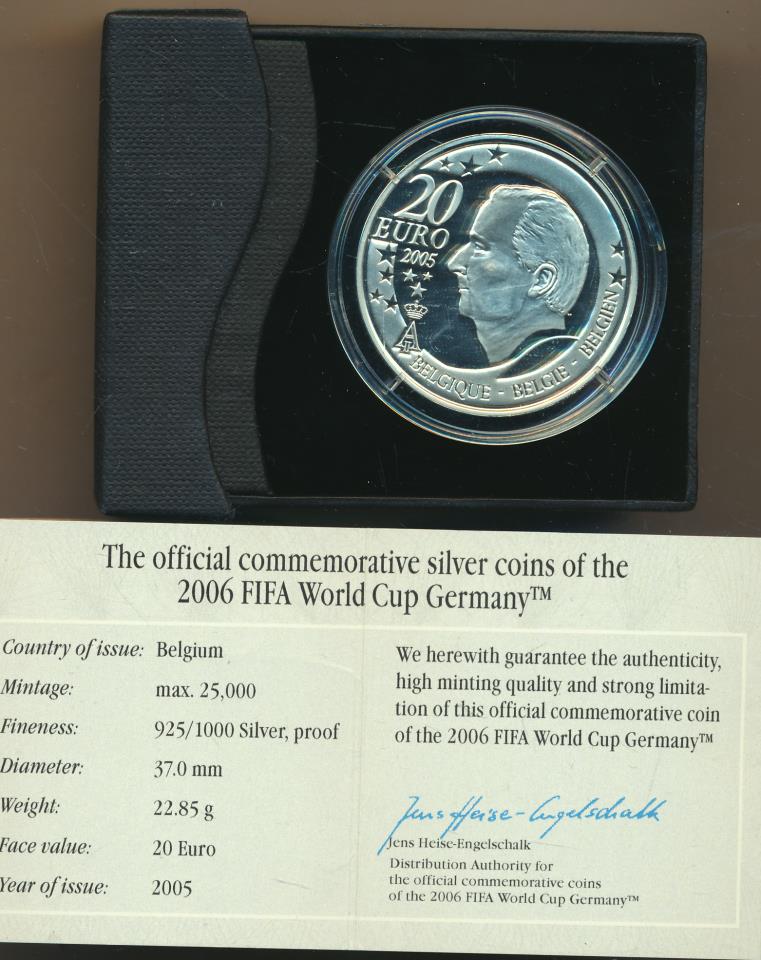 20
EURO
2005
A
BELGIQUE - BELGIE - BELGIEN
The official commemorative silver coins of the
2006 FIFA World Cup Germany™
Country of issue: Belgium
Mintage: max. 25,000
Fineness: 925/1000 Silver, proof
Diameter: 37.0 mm
Weight: 22.85 g
Face value: 20 Euro
Year of issue: 2005
We herewith guarantee the authenticity,
high minting quality and strong limita-
tion of this official commemorative coin
of the 2006 FIFA World Cup Germany™
Jens Heise-Engelschalk
Jens Heise-Engelschalk
Distribution Authority for
the official commemorative coins
of the 2006 FIFA World Cup Germany™